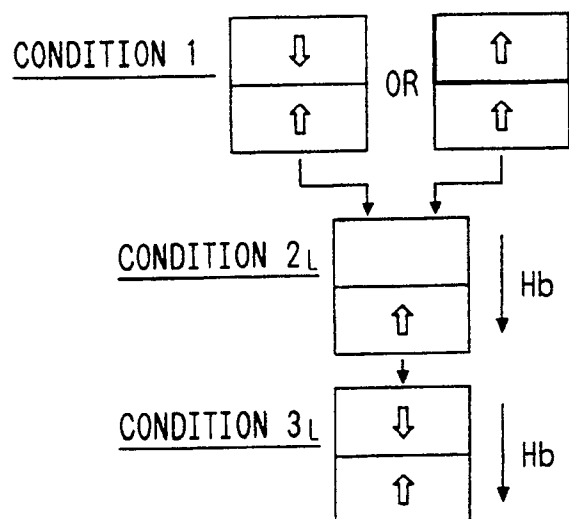 CONDITION 1
OR
CONDITION 2L
Hb
CONDITION 3L
Hb